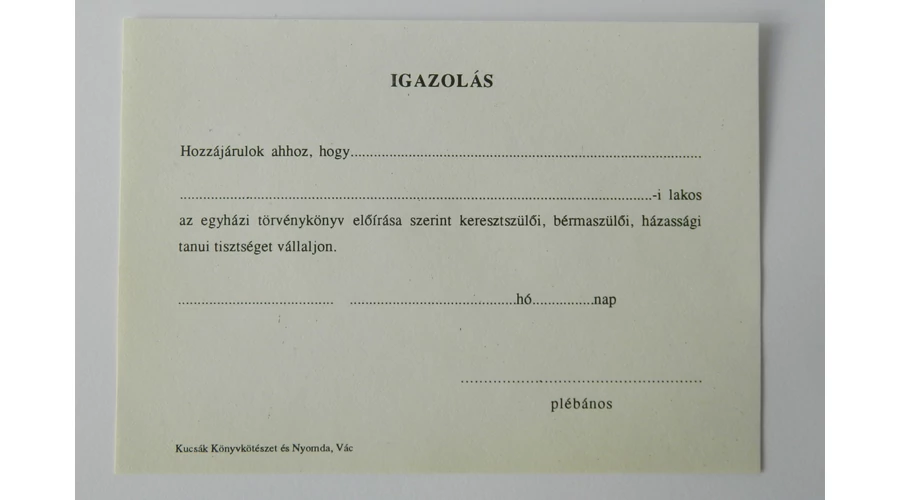 IGAZOLÁS
Hozzájárulok ahhoz, hogy..........................................................................................
..........................................................................................................................-i lakos
az egyházi törvénykönyv előírása szerint keresztszülői, bérmaszülői, házassági
tanui tisztséget vállaljon.
........................................ ...........................................hó................nap
..............................................................
plébános
Kucsák Könyvkötészet és Nyomda, Vác